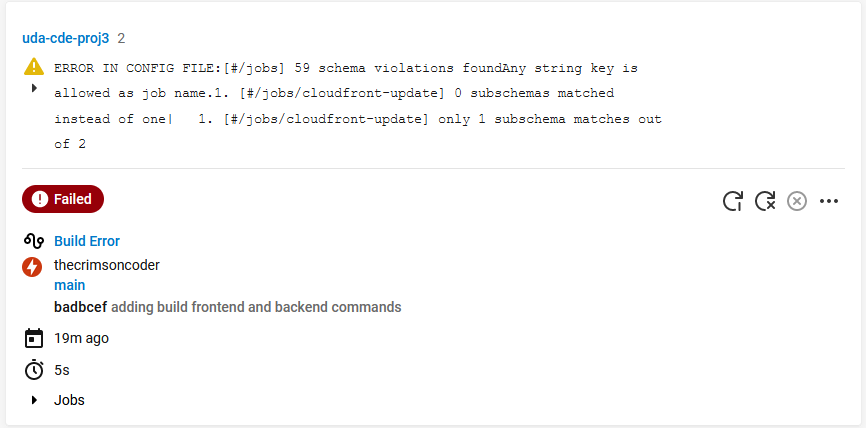 uda-cde-proj3 2
ERROR IN CONFIG FILE:[#/jobs] 59 schema violations foundAny string key is
allowed as job name.1. [#/jobs/cloudfront-update] 0 subschemas matched
instead of one|   1. [#/jobs/cloudfront-update] only 1 subschema matches out
of 2
Failed
Build Error
thecrimsoncoder
main
badbcef adding build frontend and backend commands
19m ago
5s
Jobs